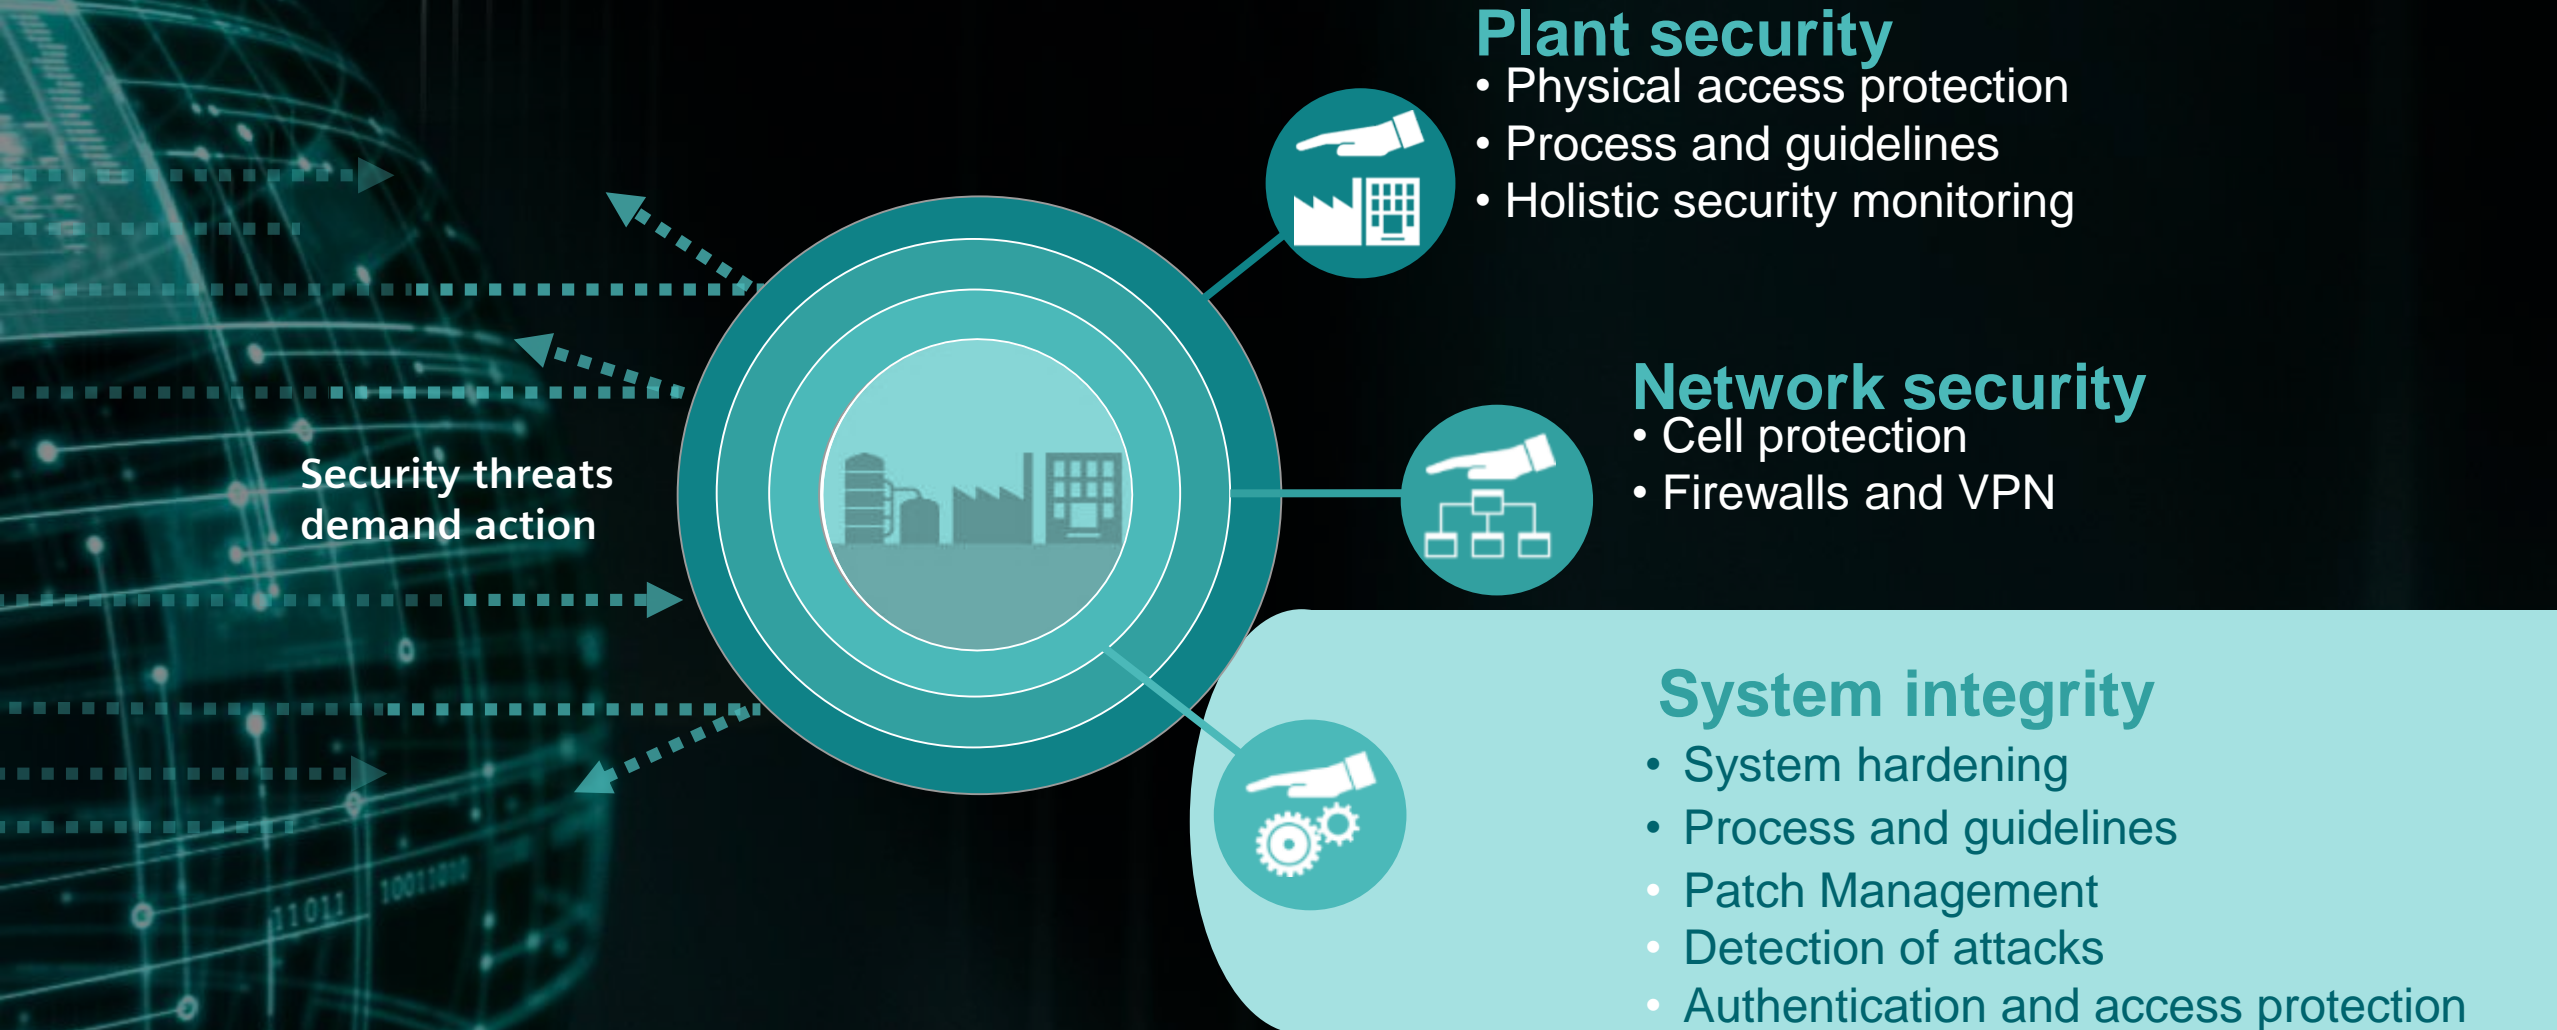 Plant security
• Physical access protection
• Process and guidelines
• Holistic security monitoring
Network security
• Cell protection
• Firewalls and VPN
Security threats
demand action
System integrity
• System hardening
• Process and guidelines
• Patch Management
• Detection of attacks
• Authentication and access protection
11011
10011010